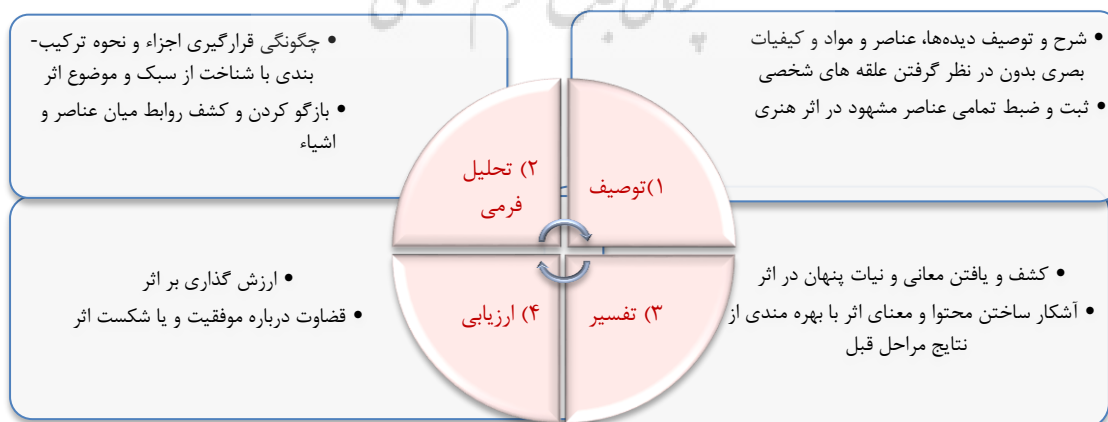 • شرح و توصیف دیده‌ها، عناصر و مواد و کیفیات
بصری بدون در نظر گرفتن علقه های شخصی
• ثبت و ضبط تمامی عناصر مشهود در اثر هنری
• چگونگی قرارگیری اجزاء و نحوه ترکیب-
بندی با شناخت از سبک و موضوع اثر
• بازگو کردن و کشف روابط میان عناصر و
اشیاء
۱)توصیف
۲) تحلیل
فرمی
• کشف و یافتن معانی و نیات پنهان در اثر
• آشکار ساختن محتوا و معنای اثر با بهره مندی از
نتایج مراحل قبل
• ارزش گذاری بر اثر
• قضاوت درباره موفقیت و یا شکست اثر
۳) تفسیر
۴) ارزیابی